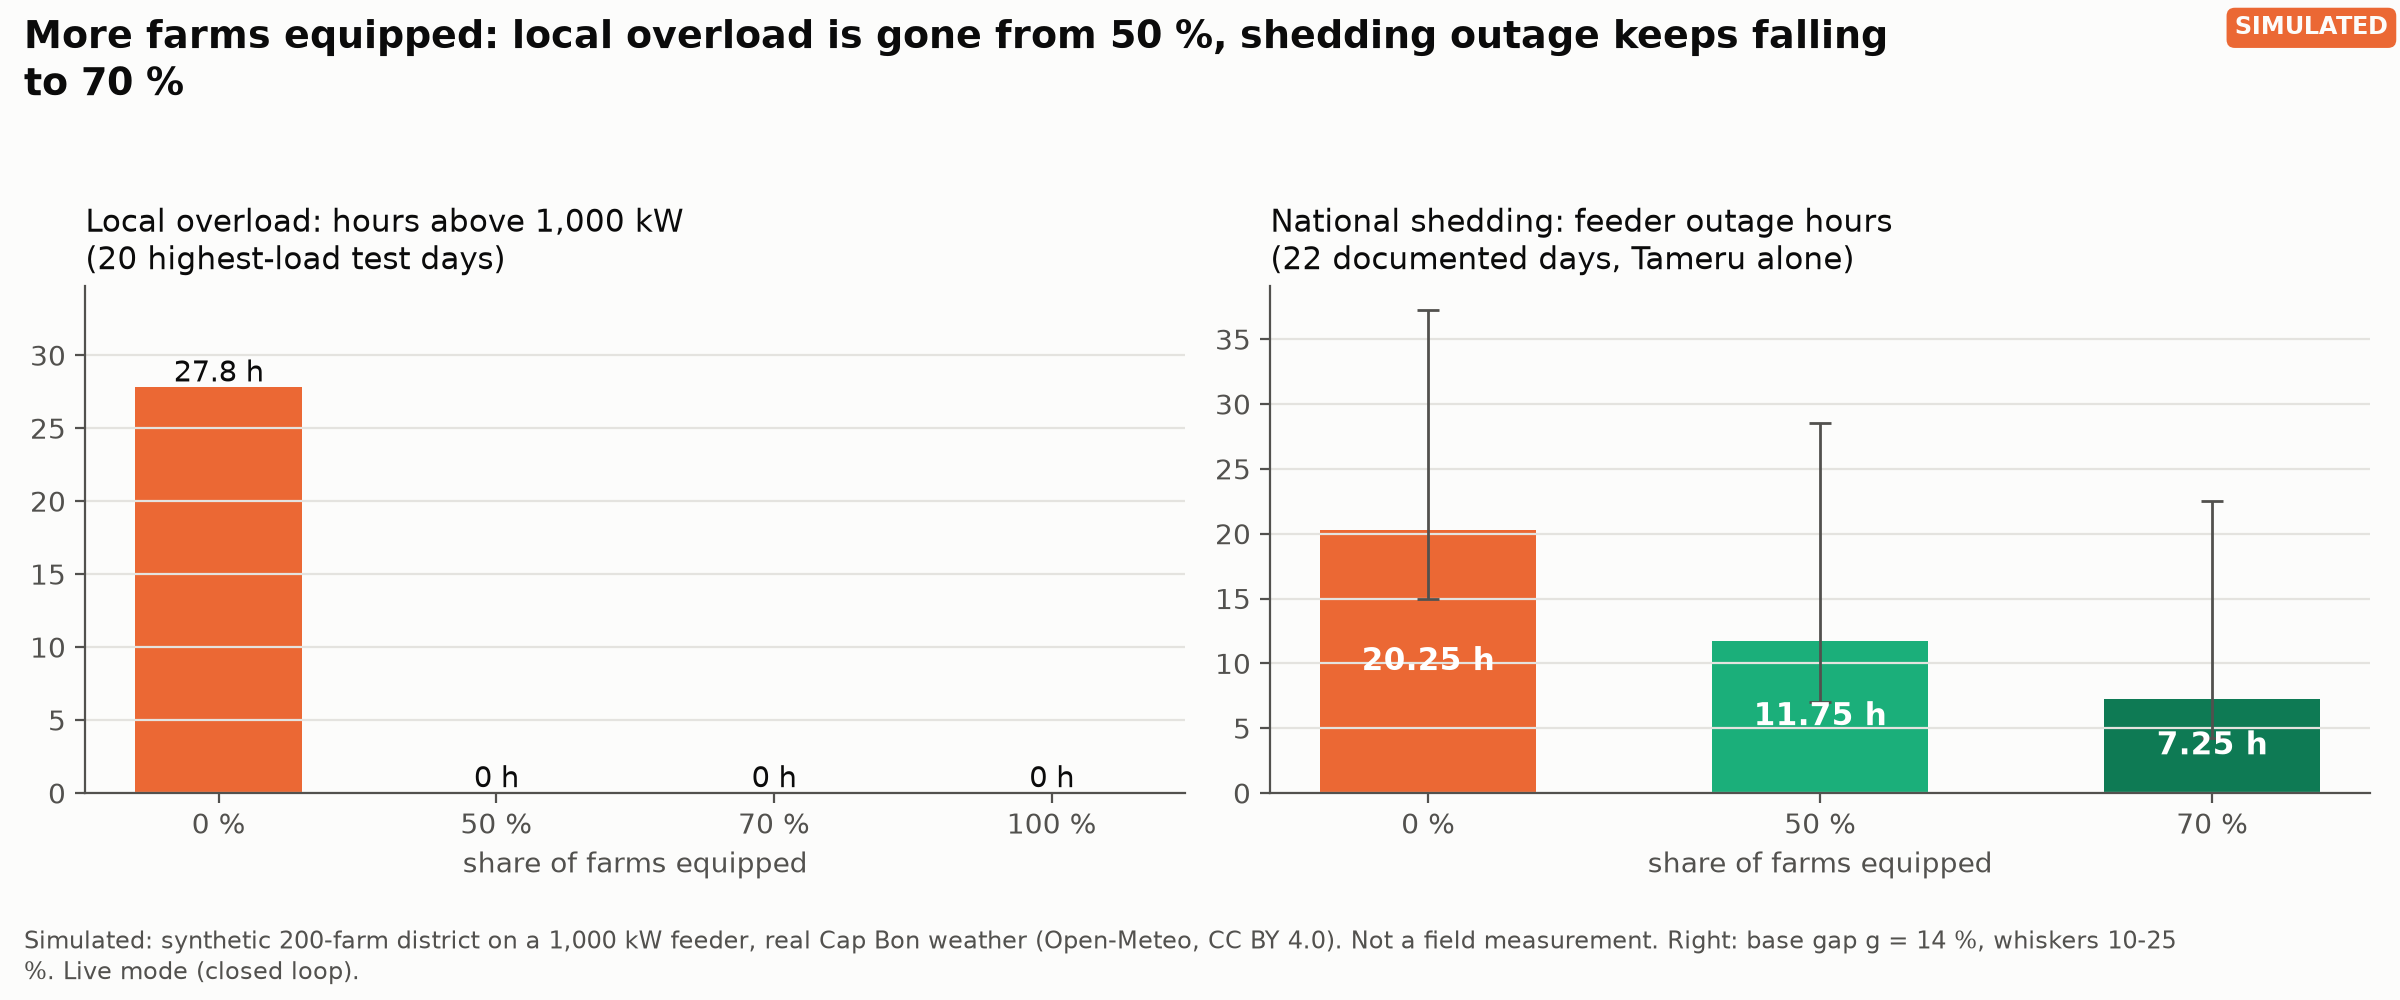 More farms equipped: local overload is gone from 50 %, shedding outage keeps falling
to 70 %
SIMULATED
Local overload: hours above 1,000 kW
(20 highest-load test days)
30
25
20
15
10
5
0
27.8 h
0 h
0 h
0 h
0 %
50 %
70 %
100 %
share of farms equipped
National shedding: feeder outage hours
(22 documented days, Tameru alone)
35
30
25
20
15
10
5
0
20.25 h
11.75 h
7.25 h
0 %
50 %
70 %
share of farms equipped
Simulated: synthetic 200-farm district on a 1,000 kW feeder, real Cap Bon weather (Open-Meteo, CC BY 4.0). Not a field measurement. Right: base gap g = 14 %, whiskers 10-25
%. Live mode (closed loop).